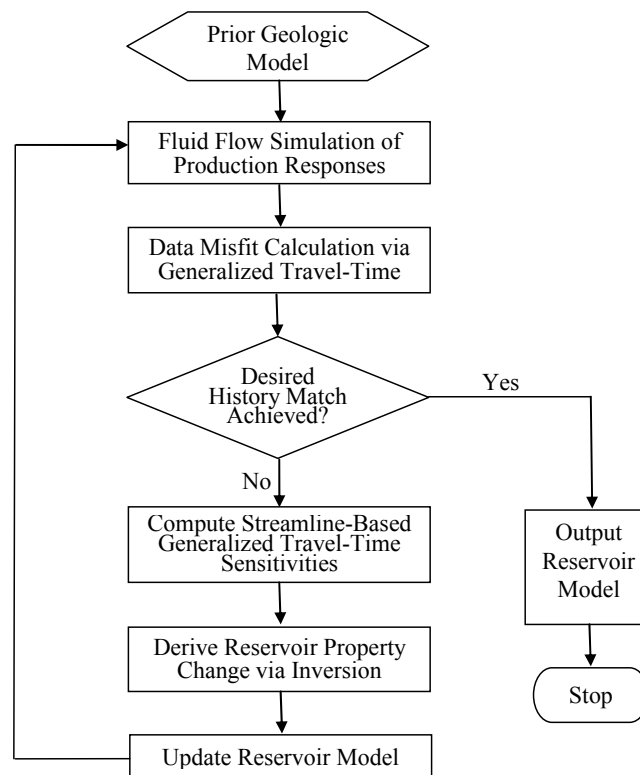 Prior Geologic
Model
Fluid Flow Simulation of
Production Responses
Data Misfit Calculation via
Generalized Travel-Time
Desired
History Match
Achieved?
Yes
No
Compute Streamline-Based
Generalized Travel-Time
Sensitivities
Output
Reservoir
Model
Derive Reservoir Property
Change via Inversion
Stop
Update Reservoir Model